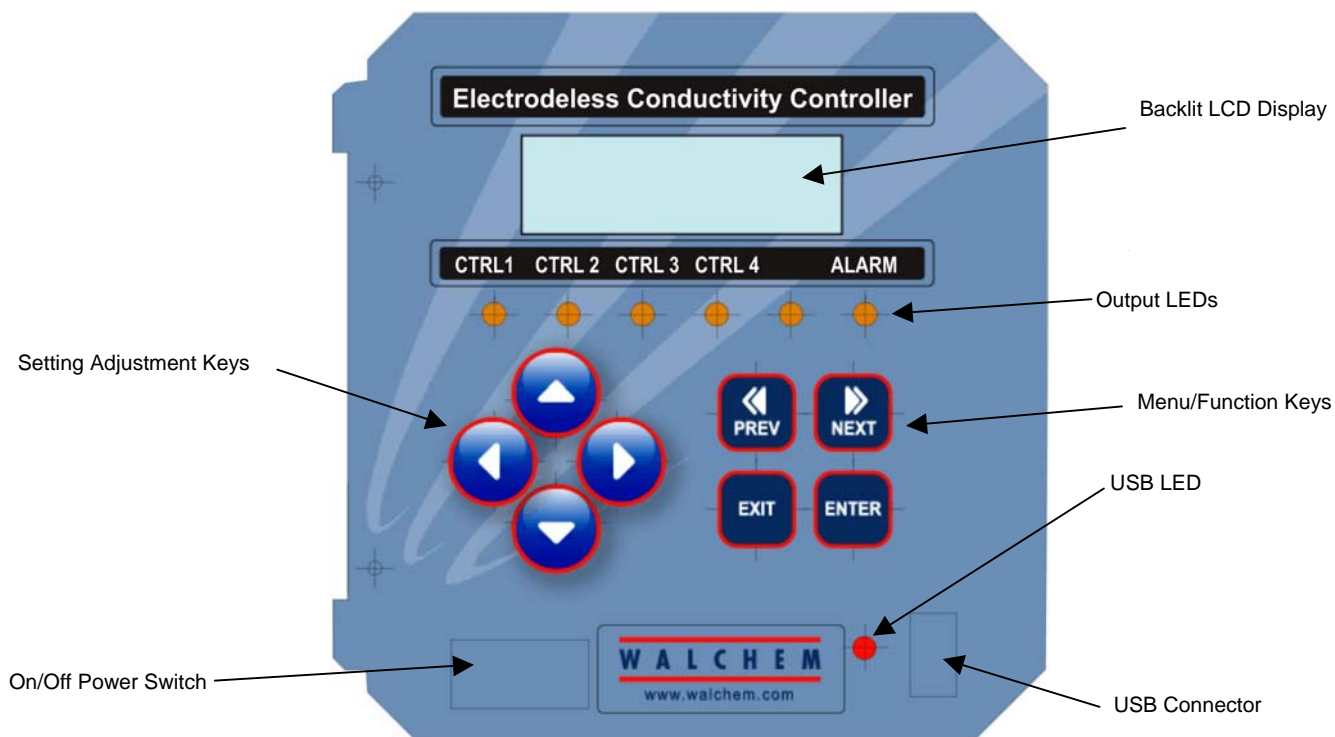 Electrodeless Conductivity Controller
Backlit LCD Display
CTRL1 CTRL 2 CTRL 3 CTRL 4 ALARM
Output LEDs
Setting Adjustment Keys
PREV
NEXT
Menu/Function Keys
EXIT
ENTER
USB LED
On/Off Power Switch
WALCHEM
www.walchem.com
USB Connector